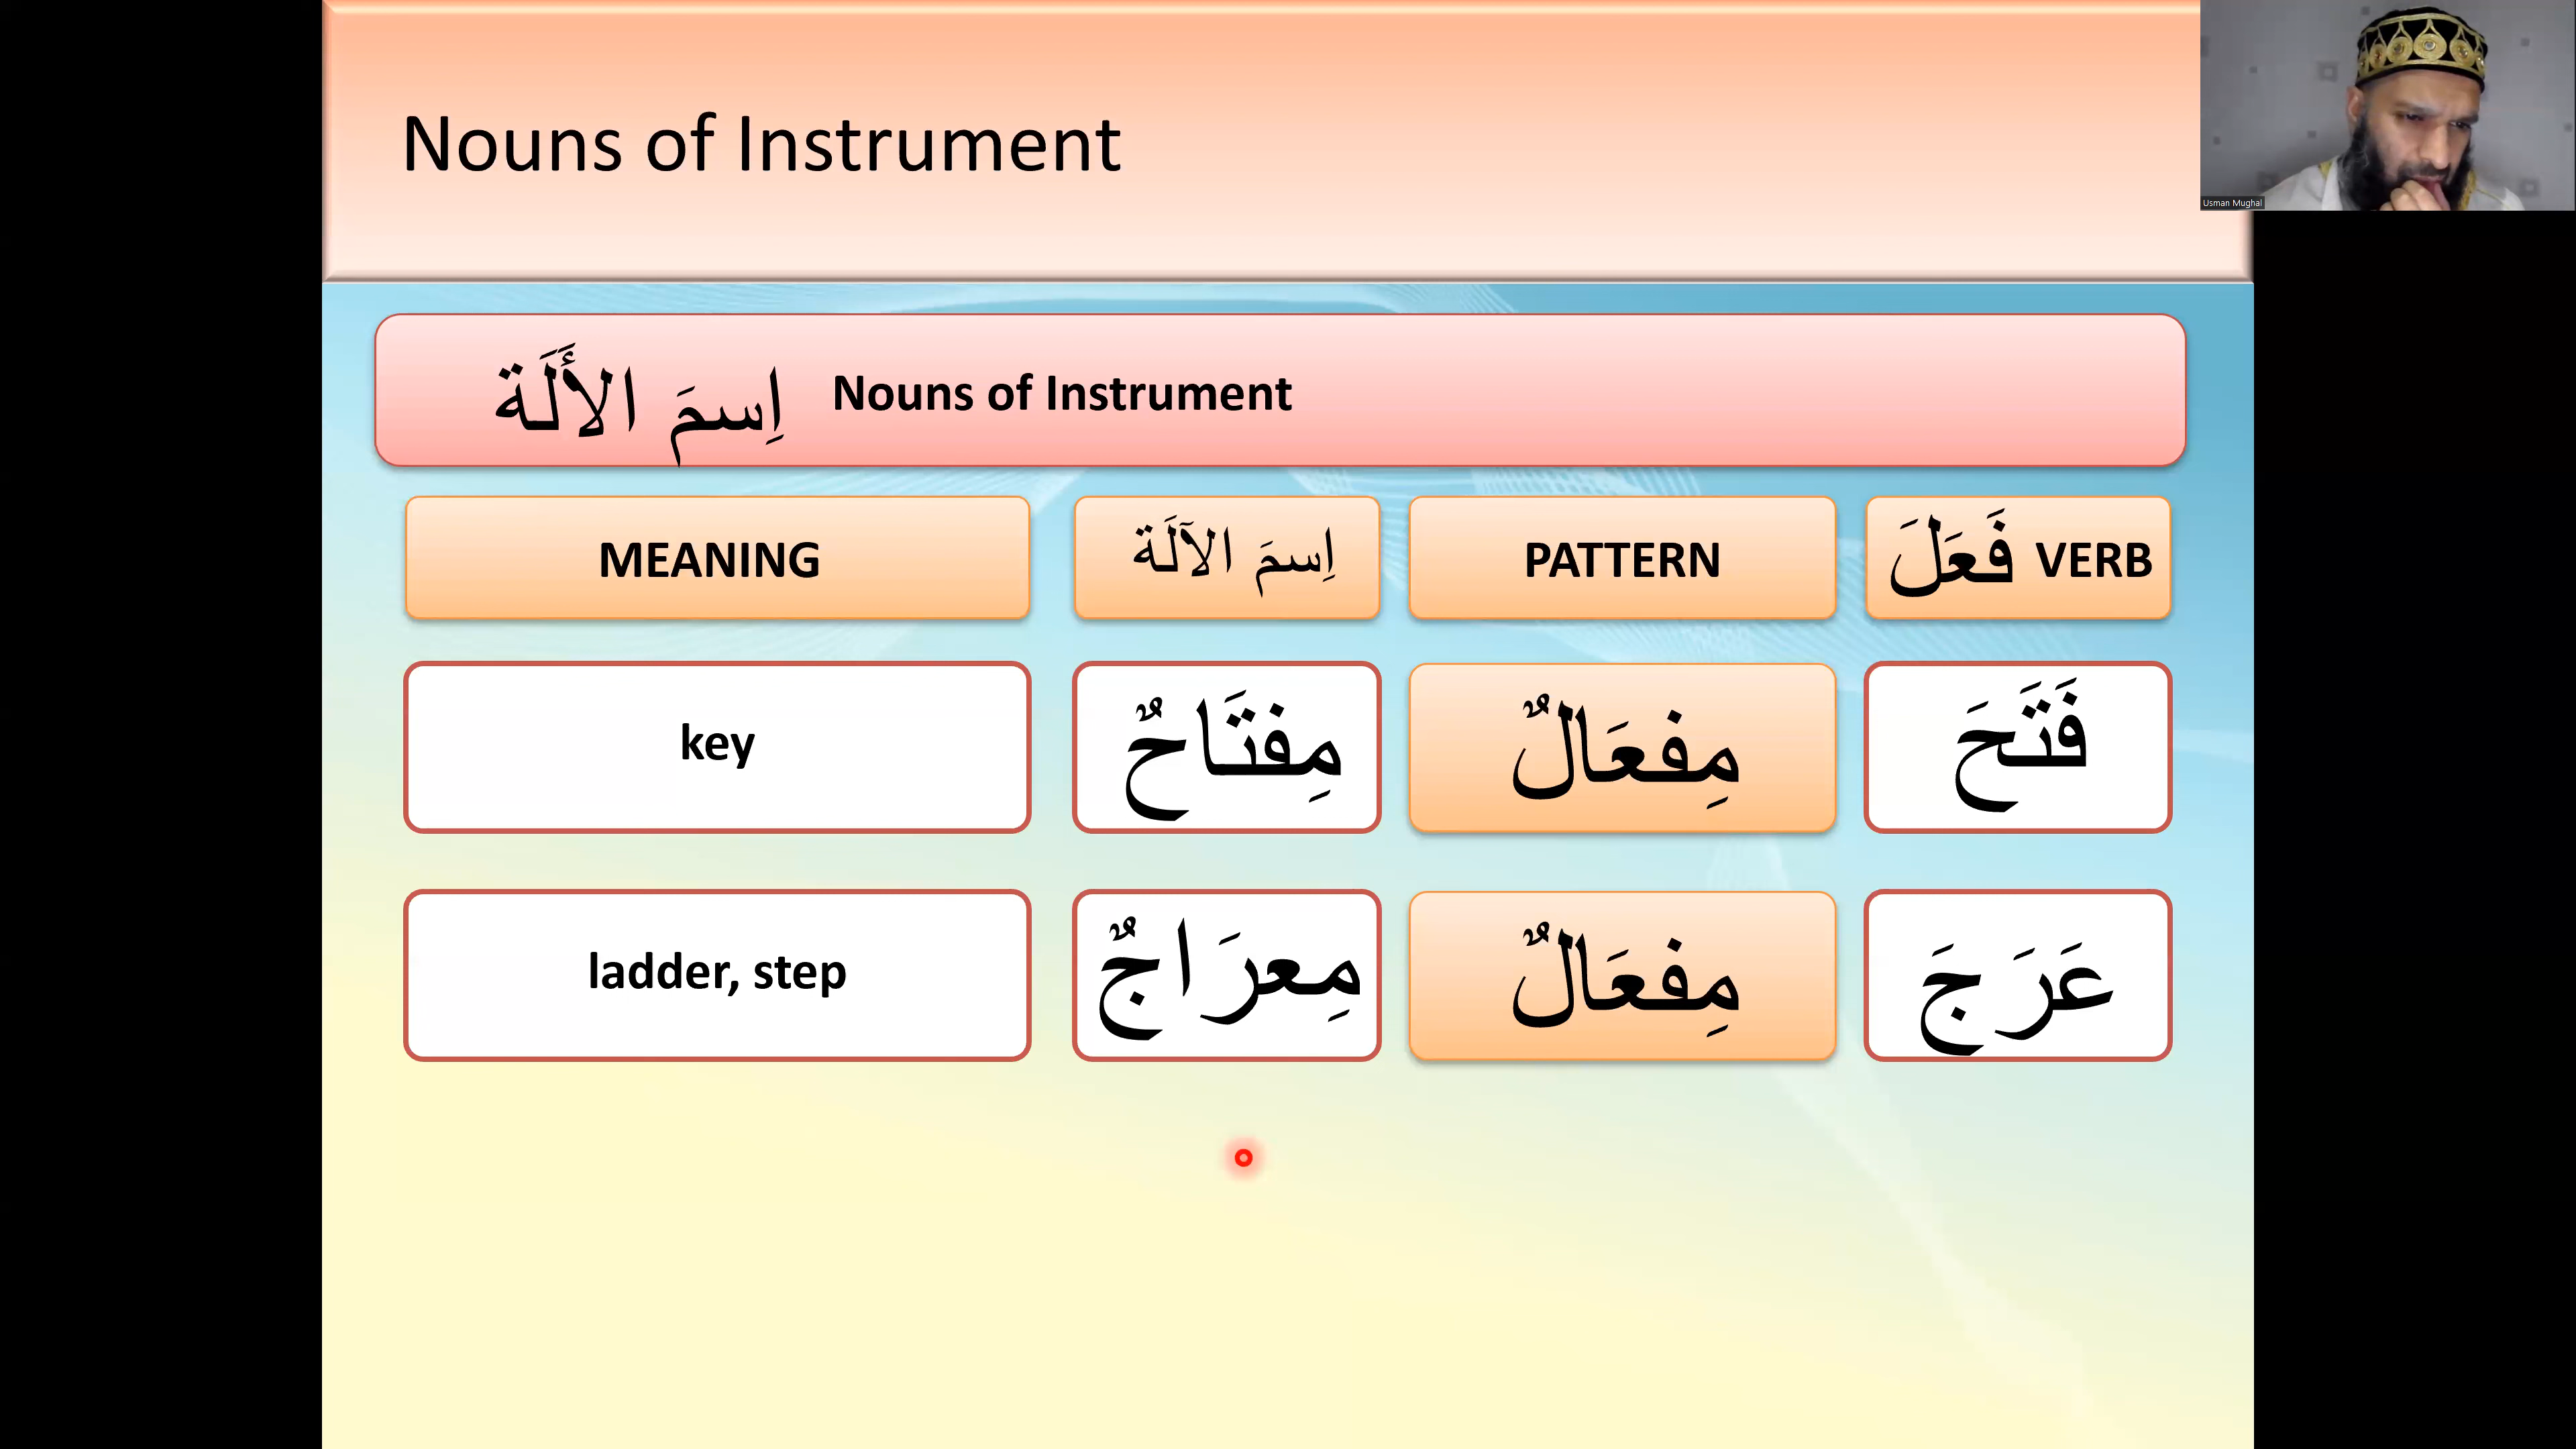 Nouns of Instrument
Usman Mughal
اِسمَ الأَلَة Nouns of Instrument
MEANING اِسمَ الآلَة PATTERN فَعَلَ VERB
key مِفتَاحٌ مِفعَالٌ فَتَحَ
ladder, step مِعرَاجٌ مِفعَالٌ عَرَجَ